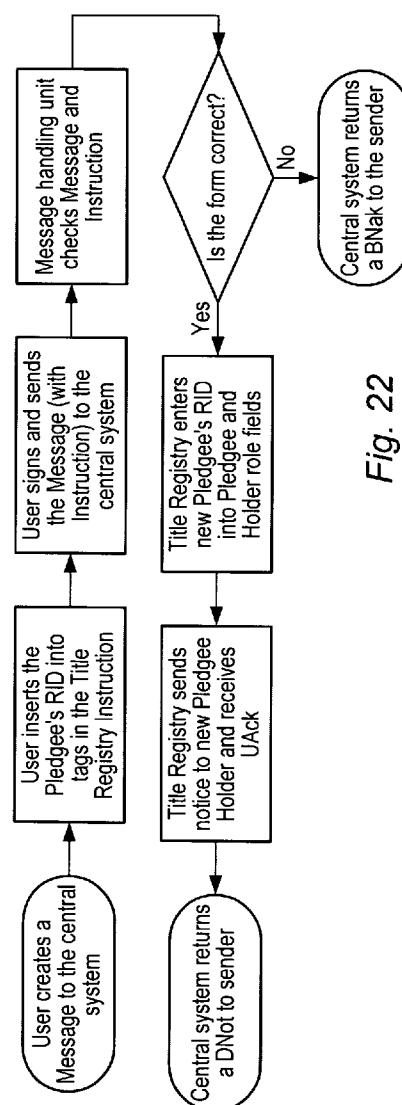 User creates a
Message to the central
system
User inserts the
Pledgee's RID into
tags in the Title
Registry Instruction
User signs and sends
the Message (with
Instruction) to the
central system
Message handling unit
checks Message and
Instruction
Is the form correct?
Yes
No
Title Registry enters
new Pledgee's RID
into Pledgee and
Holder role fields
Title Registry sends
notice to new Pledgee
Holder and receives
UAck
Central system returns
a DNot to sender
Central system returns
a BNak to the sender
Fig. 22